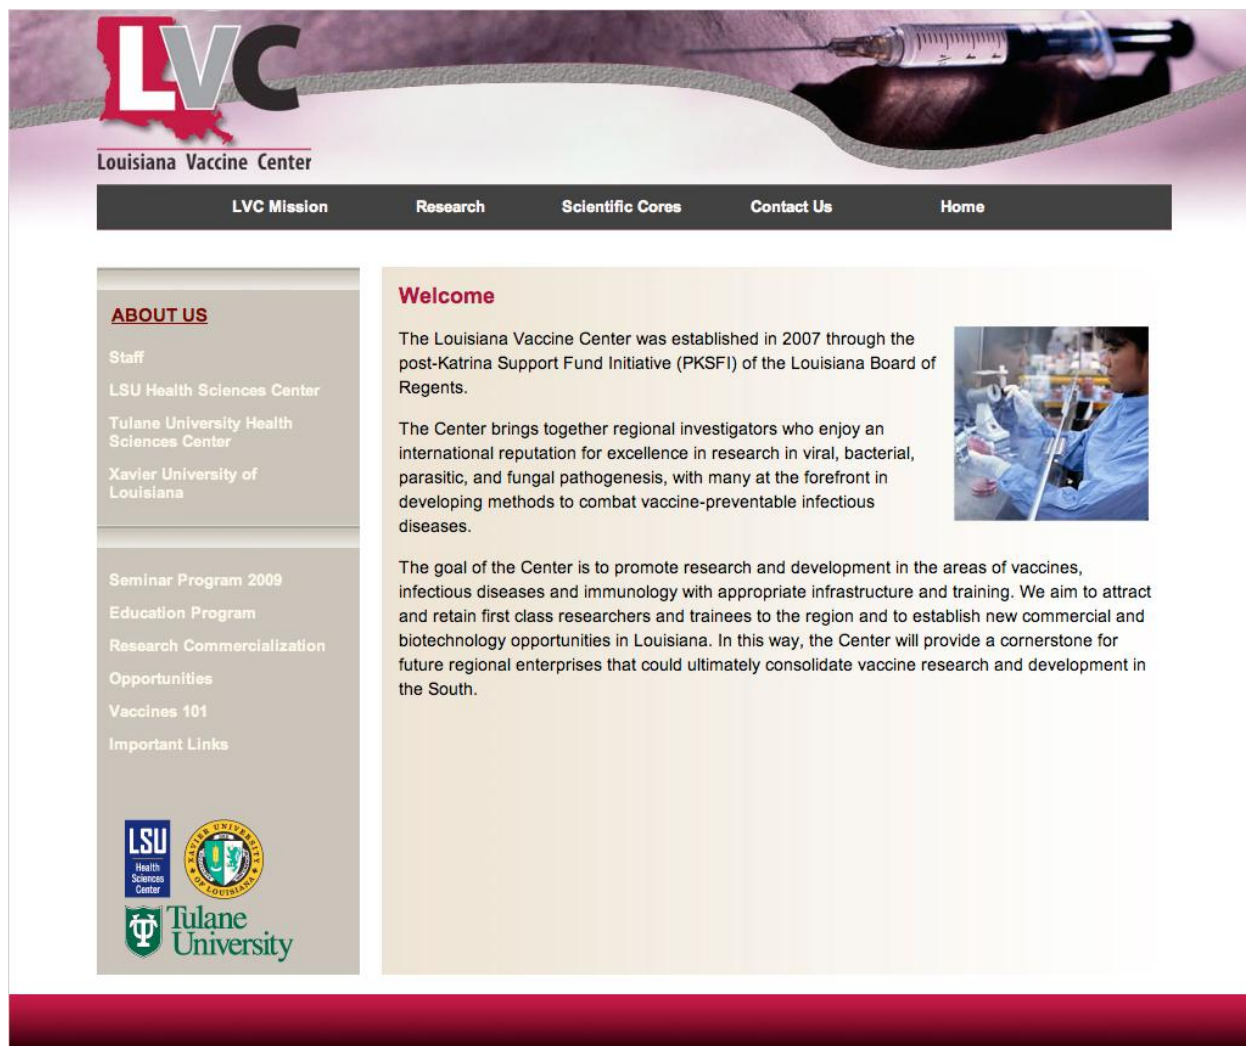 LVC
Louisiana Vaccine Center
LVC Mission Research Scientific Cores Contact Us Home
ABOUT US
Staff
LSU Health Sciences Center
Tulane University Health
Sciences Center
Xavier University of
Louisiana
Seminar Program 2009
Education Program
Research Commercialization
Opportunities
Vaccines 101
Important Links
LSU
Health
Sciences
Center
XAVIER UNIVERSITY
OF LOUISIANA
Tulane
University
Welcome
The Louisiana Vaccine Center was established in 2007 through the
post-Katrina Support Fund Initiative (PKSFI) of the Louisiana Board of
Regents.
The Center brings together regional investigators who enjoy an
international reputation for excellence in research in viral, bacterial,
parasitic, and fungal pathogenesis, with many at the forefront in
developing methods to combat vaccine-preventable infectious
diseases.
The goal of the Center is to promote research and development in the areas of vaccines,
infectious diseases and immunology with appropriate infrastructure and training. We aim to attract
and retain first class researchers and trainees to the region and to establish new commercial and
biotechnology opportunities in Louisiana. In this way, the Center will provide a cornerstone for
future regional enterprises that could ultimately consolidate vaccine research and development in
the South.